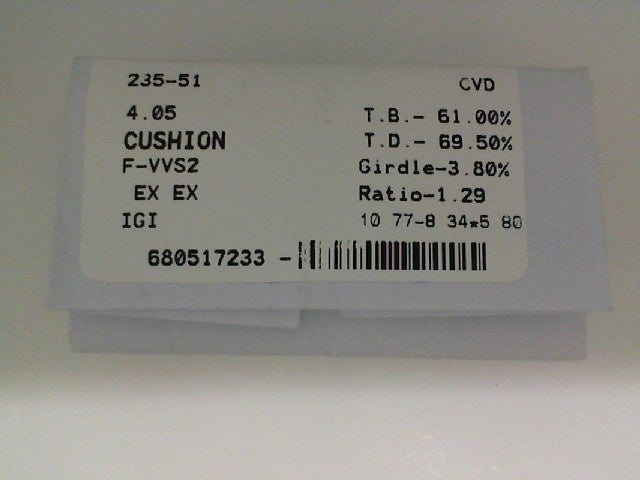 235-51 CVD
4.05 T.B.- 61.00%
CUSHION T.D.- 69.50%
F-VVS2 Girdle-3.80%
EX EX Ratio-1.29
IGI 10 77-8 34*5 80
680517233 -